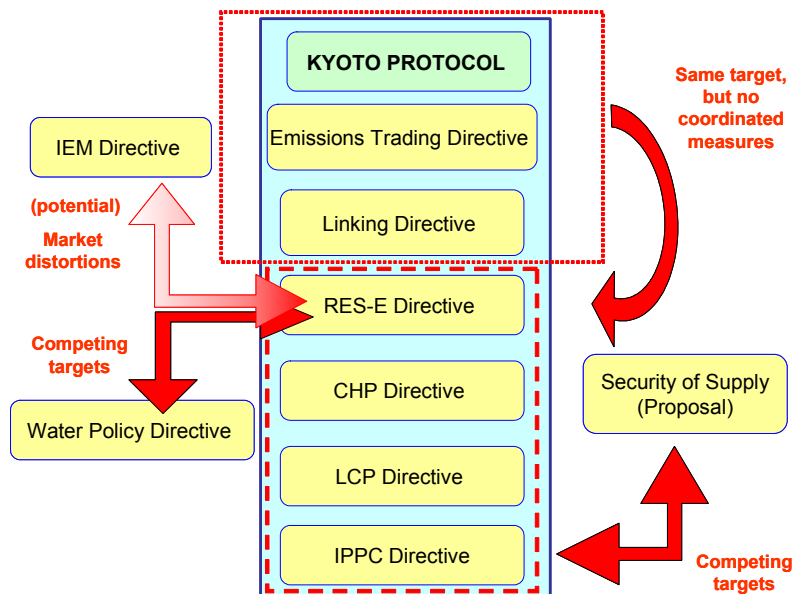 KYOTO PROTOCOL
Same target,
but no
coordinated
measures
Emissions Trading Directive
IEM Directive
(potential)
Market
distortions
Linking Directive
RES-E Directive
Competing
targets
CHP Directive
Security of Supply
(Proposal)
Water Policy Directive
LCP Directive
IPPC Directive
Competing
targets